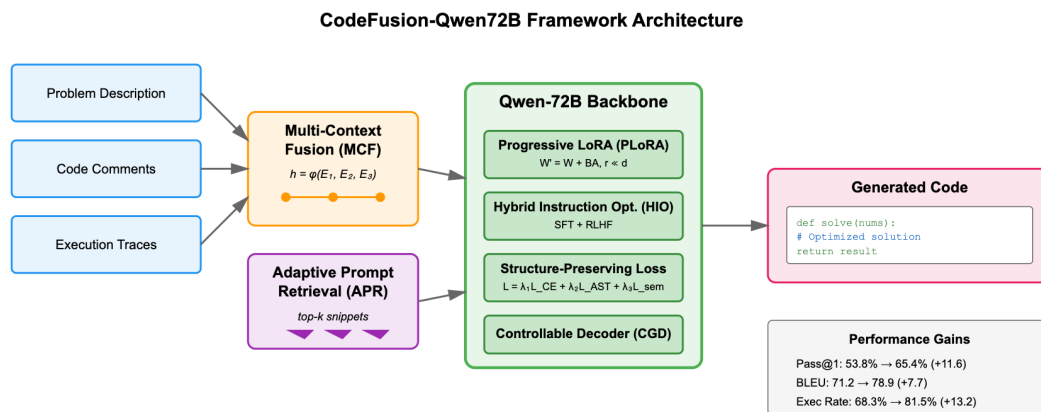 CodeFusion-Qwen72B Framework Architecture
Problem Description
Code Comments
Execution Traces
Multi-Context
Fusion (MCF)
h = φ(E₁, E₂, E₃)
Adaptive Prompt
Retrieval (APR)
top-k snippets
Qwen-72B Backbone
Progressive LoRA (PLoRA)
W' = W + BA, r ≪ d
Hybrid Instruction Opt. (HIO)
SFT + RLHF
Structure-Preserving Loss
L = λ₁L_CE + λ₂L_AST + λ₃L_sem
Controllable Decoder (CGD)
Generated Code
def solve(nums):
# Optimized solution
return result
Performance Gains
Pass@1: 53.8% → 65.4% (+11.6)
BLEU: 71.2 → 78.9 (+7.7)
Exec Rate: 68.3% → 81.5% (+13.2)